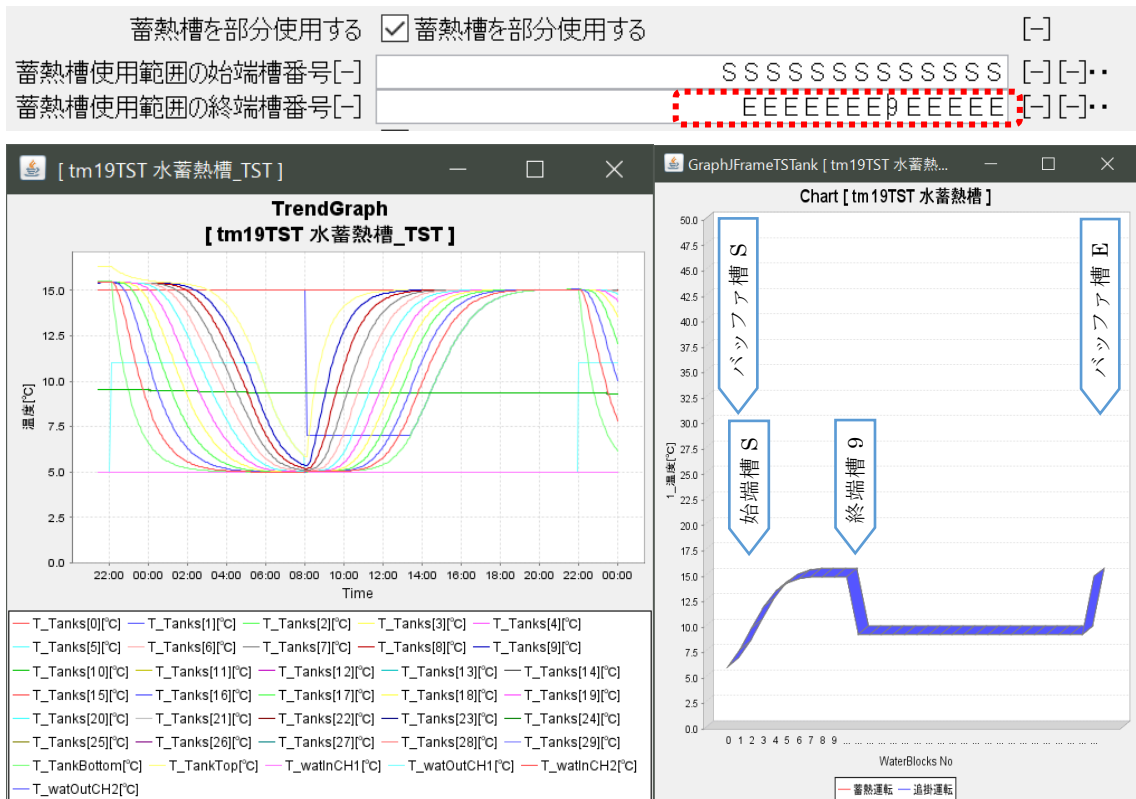 蓄熱槽を部分使用する 蓄熱槽を部分使用する [-]
蓄熱槽使用範囲の始端槽番号[-] SSSSSSSSSSSSS [-] [-]・・
蓄熱槽使用範囲の終端槽番号[-] EEEEEEE9EEEEE [-] [-]・・
[ tm19TST 水蓄熱槽_TST ]
TrendGraph
[ tm19TST 水蓄熱槽_TST ]
温度[℃]
15.0
12.5
10.0
7.5
5.0
2.5
0.0
22:00 00:00 02:00 04:00 06:00 08:00 10:00 12:00 14:00 16:00 18:00 20:00 22:00 00:00
Time
T_Tanks[0][℃] T_Tanks[1][℃] T_Tanks[2][℃] T_Tanks[3][℃] T_Tanks[4][℃]
T_Tanks[5][℃] T_Tanks[6][℃] T_Tanks[7][℃] T_Tanks[8][℃] T_Tanks[9][℃]
T_Tanks[10][℃] T_Tanks[11][℃] T_Tanks[12][℃] T_Tanks[13][℃] T_Tanks[14][℃]
T_Tanks[15][℃] T_Tanks[16][℃] T_Tanks[17][℃] T_Tanks[18][℃] T_Tanks[19][℃]
T_Tanks[20][℃] T_Tanks[21][℃] T_Tanks[22][℃] T_Tanks[23][℃] T_Tanks[24][℃]
T_Tanks[25][℃] T_Tanks[26][℃] T_Tanks[27][℃] T_Tanks[28][℃] T_Tanks[29][℃]
T_TankBottom[℃] T_TankTop[℃] T_watInCH1[℃] T_watOutCH1[℃] T_watInCH2[℃]
T_watOutCH2[℃]
GraphJFrameTSTank [ tm19TST 水蓄熱...
Chart [ tm19TST 水蓄熱槽 ]
1_温度[℃]
50.0
47.5
45.0
42.5
40.0
37.5
35.0
32.5
30.0
27.5
25.0
22.5
20.0
17.5
15.0
12.5
10.0
7.5
5.0
2.5
0.0
バッファ槽 S
始端槽 S
終端槽 9
バッファ槽 E
0 1 2 3 4 5 6 7 8 9 ... ... ... ... ... ... ... ... ... ... ... ... ... ... ... ... ... ... ... ... ... ...
WaterBlocks No
蓄熱運転 追掛運転